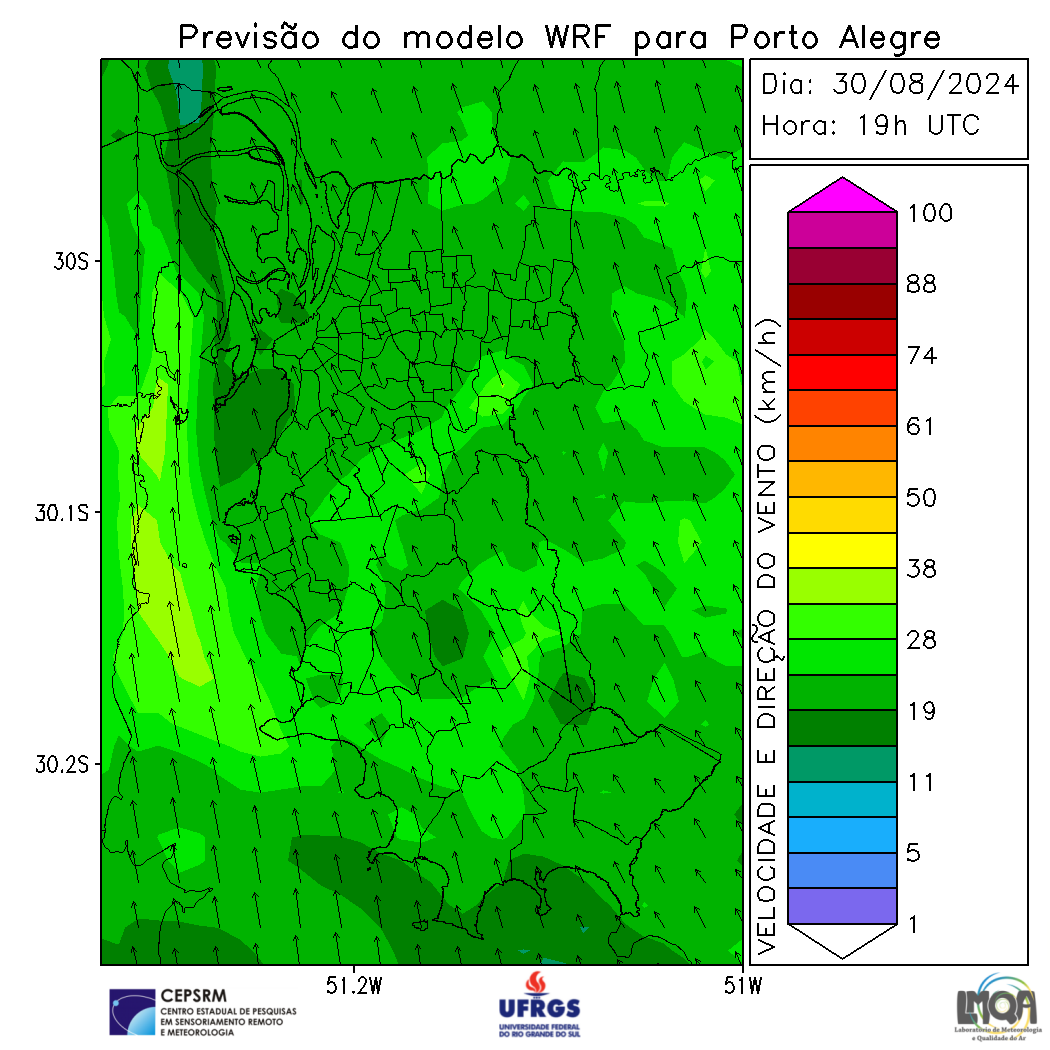 Previsão do modelo WRF para Porto Alegre
Dia: 30/08/2024
Hora: 19h UTC
30S
30.1S
30.2S
51.2W
51W
VELOCIDADE E DIREÇÃO DO VENTO (km/h)
100
88
74
61
50
38
28
19
11
5
1
CEPSRM
CENTRO ESTADUAL DE PESQUISAS
EM SENSORIAMENTO REMOTO
E METEOROLOGIA
UFRGS
UNIVERSIDADE FEDERAL
DO RIO GRANDE DO SUL
LMQA
Laboratório de Meteorologia
e Qualidade do Ar